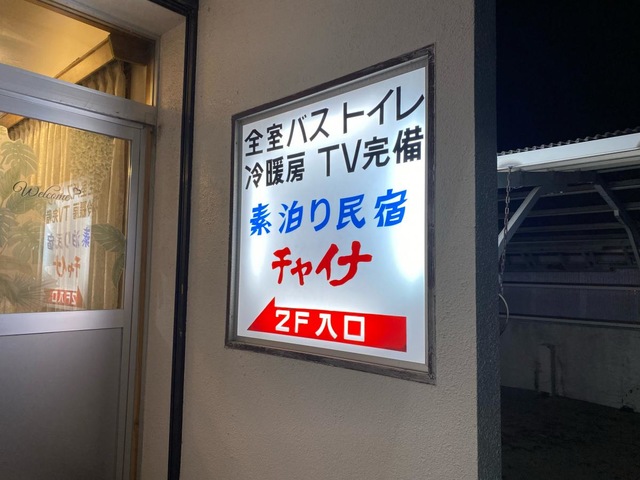 全室バストイレ
冷暖房 TV完備
素泊り民宿
チャイナ
2F入口
Welcome